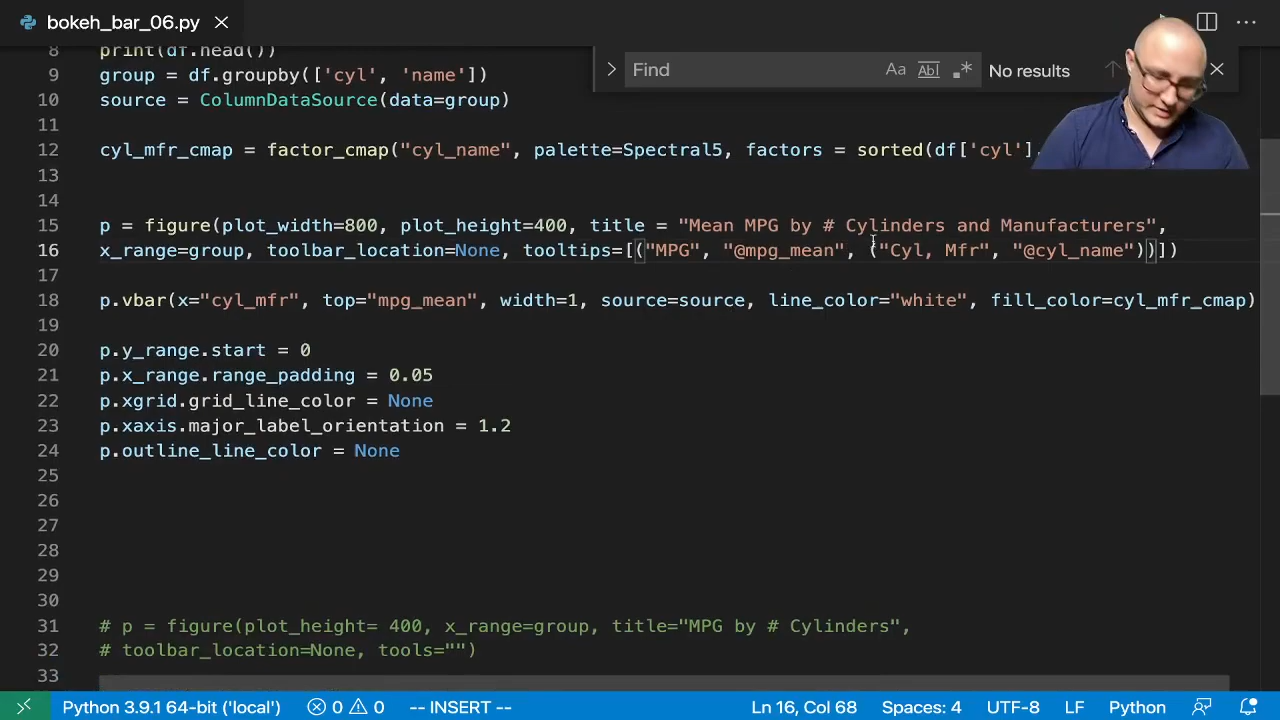 bokeh_bar_06.py
8 print(df.head())
Find Aa Abl .* No results
9 group = df.groupby(['cyl', 'name'])
10 source = ColumnDataSource(data=group)
11
12 cyl_mfr_cmap = factor_cmap("cyl_name", palette=Spectral5, factors = sorted(df['cyl'].
13
14
15 p = figure(plot_width=800, plot_height=400, title = "Mean MPG by # Cylinders and Manufacturers",
16 x_range=group, toolbar_location=None, tooltips=[("MPG", "@mpg_mean", ("Cyl, Mfr", "@cyl_name"))])
17
18 p.vbar(x="cyl_mfr", top="mpg_mean", width=1, source=source, line_color="white", fill_color=cyl_mfr_cmap)
19
20 p.y_range.start = 0
21 p.x_range.range_padding = 0.05
22 p.xgrid.grid_line_color = None
23 p.xaxis.major_label_orientation = 1.2
24 p.outline_line_color = None
25
26
27
28
29
30
31 # p = figure(plot_height= 400, x_range=group, title="MPG by # Cylinders",
32 # toolbar_location=None, tools="")
33
Python 3.9.1 64-bit ('local') 0 0 -- INSERT -- Ln 16, Col 68 Spaces: 4 UTF-8 LF Python